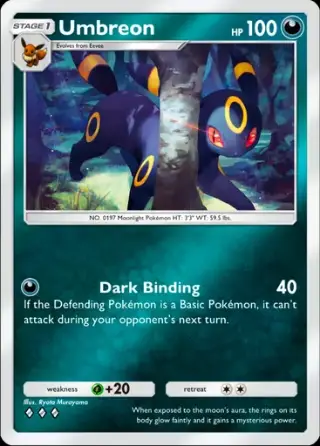 STAGE 1
Umbreon
HP 100
Evolves from Eevee
NO. 0197 Moonlight Pokémon HT: 3'3" WT: 59.5 lbs.
Dark Binding 40
If the Defending Pokémon is a Basic Pokémon, it can't
attack during your opponent's next turn.
weakness +20 retreat
Illus. Ryota Murayama
When exposed to the moon's aura, the rings on its
body glow faintly and it gains a mysterious power.